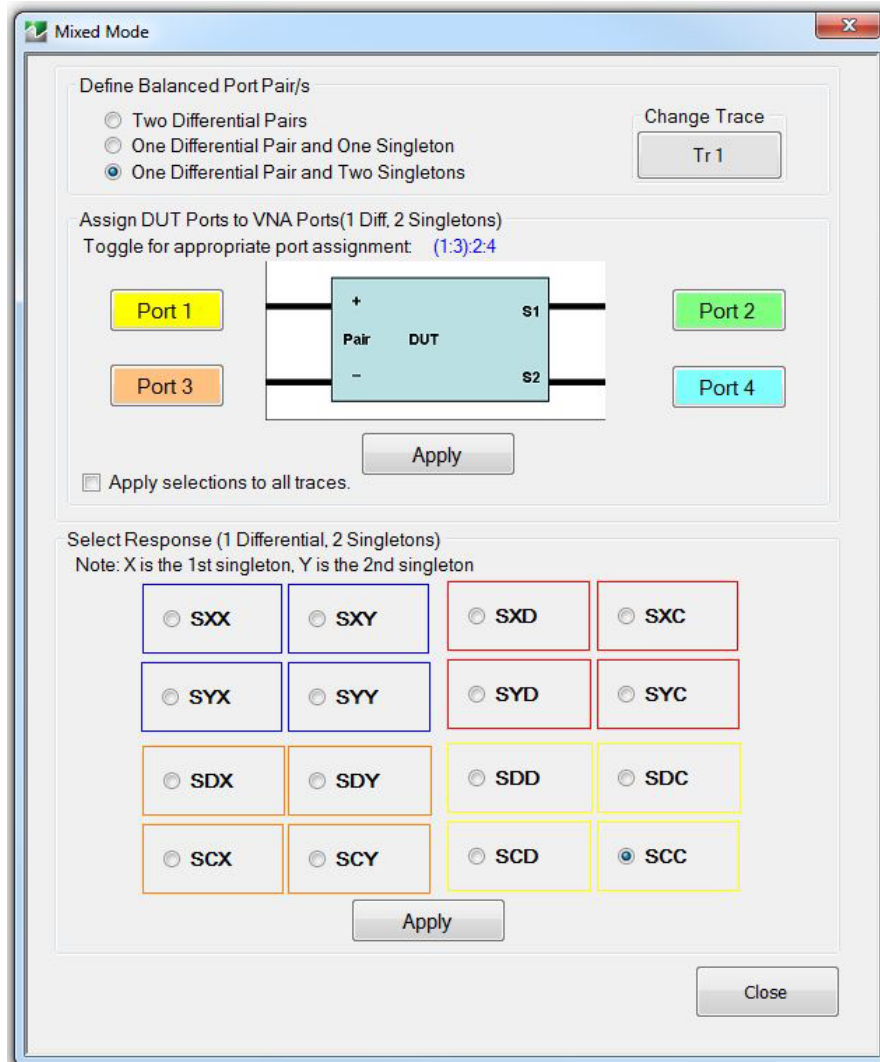 Mixed Mode
Define Balanced Port Pair/s
Two Differential Pairs
One Differential Pair and One Singleton
One Differential Pair and Two Singletons
Change Trace
Tr 1
Assign DUT Ports to VNA Ports(1 Diff, 2 Singletons)
Toggle for appropriate port assignment: (1:3):2:4
Port 1
+
S1
Port 2
Pair DUT
Port 3
−
S2
Port 4
Apply
Apply selections to all traces.
Select Response (1 Differential, 2 Singletons)
Note: X is the 1st singleton, Y is the 2nd singleton
SXX SXY SXD SXC
SYX SYY SYD SYC
SDX SDY SDD SDC
SCX SCY SCD SCC
Apply
Close